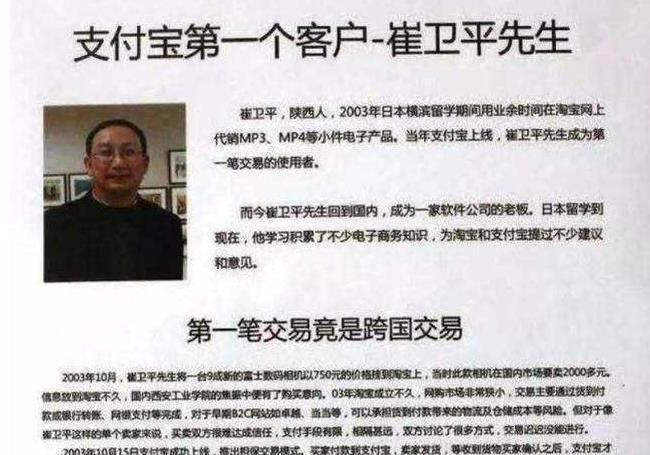 支付宝第一个客户-崔卫平先生
崔卫平，陕西人，2003年日本横滨留学期间用业余时间在淘宝网上
代销MP3、MP4等小件电子产品。当年支付宝上线，崔卫平先生成为第
一笔交易的使用者。
而今崔卫平先生回到国内，成为一家软件公司的老板。日本留学到
现在，他学习积累了不少电子商务知识，为淘宝和支付宝提过不少建议
和意见。
第一笔交易竟是跨国交易
2003年10月，崔卫平先生将一台9成新的富士数码相机以750元的价格挂到淘宝上，当时此款相机在国内市场要卖2000多元。
信息放到淘宝不久，国内西安工业学院的焦振中便有了购买意向。03年淘宝成立不久，网购市场非常狭小，交易主要通过货到付
款或银行转账、网银支付等完成，对于早期B2C网站如卓越、当当等，可以承担货到付款带来的物流及仓储成本等风险。但对于像
崔卫平这样的单个卖家来说，买卖双方很难达成信任，支付手段有限，相隔甚远，双方讨论了很多方式，交易迟迟没能进行。
2003年10月15日支付宝成功上线，推出担保交易模式。买家付款到支付宝，卖家发货，等收到货物买家确认之后，支付宝才